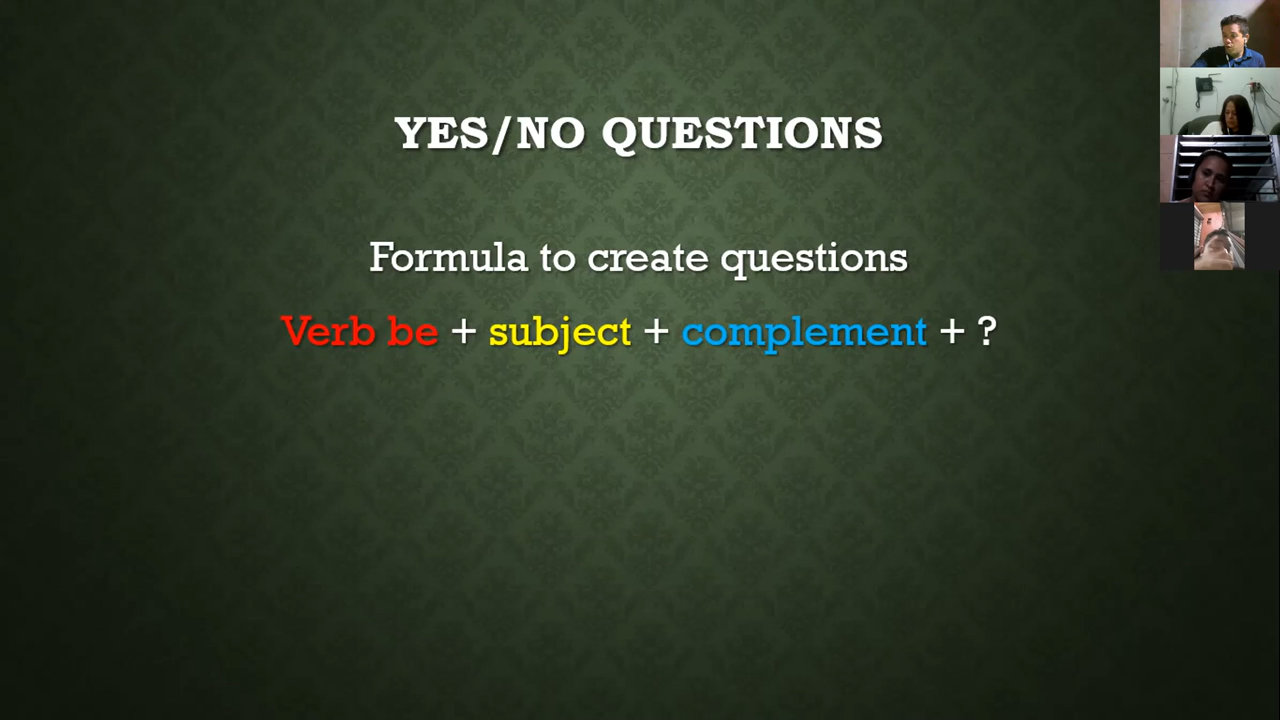 YES/NO QUESTIONS
Formula to create questions
Verb be + subject + complement + ?